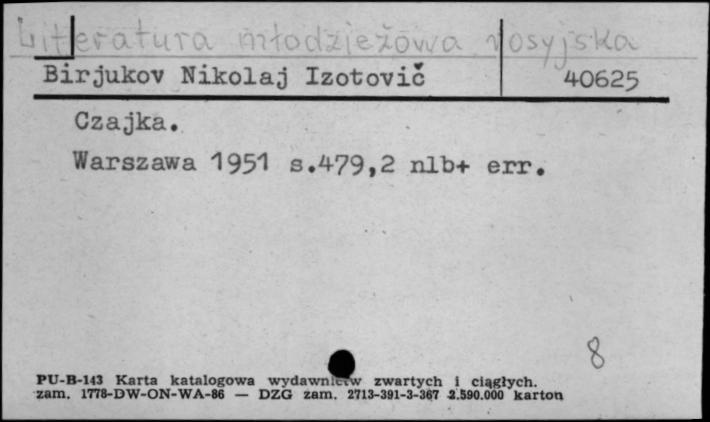 Literatura młodzieżowa rosyjska
Birjukov Nikolaj Izotovič 40625
Czajka.
Warszawa 1951 s.479,2 nlb+ err.
8
PU-B-143 Karta katalogowa wydawnictw zwartych i ciągłych.
zam. 1778-DW-ON-WA-86 — DZG zam. 2713-391-3-367 2.590.000 karton